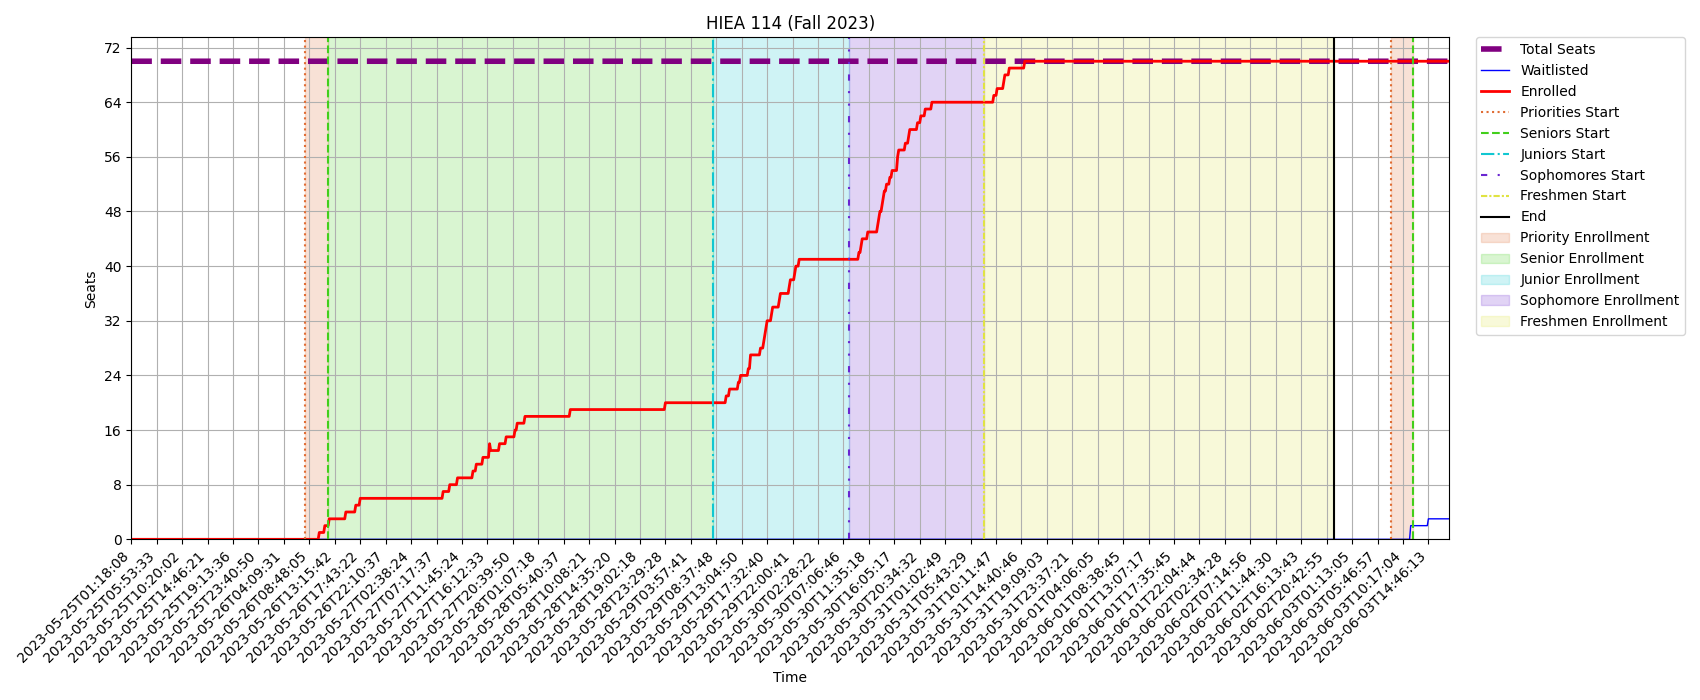 HIEA 114 (Fall 2023)
72
64
56
48
40
32
24
16
8
0
Seats
2023-05-25T01:18:08
2023-05-25T05:53:33
2023-05-25T10:20:02
2023-05-25T14:46:21
2023-05-25T19:13:36
2023-05-25T23:40:50
2023-05-26T04:09:31
2023-05-26T08:48:05
2023-05-26T13:15:42
2023-05-26T17:43:22
2023-05-26T22:10:37
2023-05-27T02:38:24
2023-05-27T07:17:37
2023-05-27T11:45:24
2023-05-27T16:12:33
2023-05-27T20:39:50
2023-05-28T01:07:18
2023-05-28T05:40:37
2023-05-28T10:08:21
2023-05-28T14:35:20
2023-05-28T19:02:18
2023-05-28T23:29:28
2023-05-29T03:57:41
2023-05-29T08:37:48
2023-05-29T13:04:50
2023-05-29T17:32:40
2023-05-29T22:00:41
2023-05-30T02:28:22
2023-05-30T07:06:46
2023-05-30T11:35:18
2023-05-30T16:05:17
2023-05-30T20:34:32
2023-05-31T01:02:49
2023-05-31T05:43:29
2023-05-31T10:11:47
2023-05-31T14:40:46
2023-05-31T19:09:03
2023-05-31T23:37:21
2023-06-01T04:06:05
2023-06-01T08:38:45
2023-06-01T13:07:17
2023-06-01T17:35:45
2023-06-01T22:04:44
2023-06-02T02:34:28
2023-06-02T07:14:56
2023-06-02T11:44:30
2023-06-02T16:13:43
2023-06-02T20:42:55
2023-06-03T01:13:05
2023-06-03T05:46:57
2023-06-03T10:17:04
2023-06-03T14:46:13
Time
Total Seats
Waitlisted
Enrolled
Priorities Start
Seniors Start
Juniors Start
Sophomores Start
Freshmen Start
End
Priority Enrollment
Senior Enrollment
Junior Enrollment
Sophomore Enrollment
Freshmen Enrollment